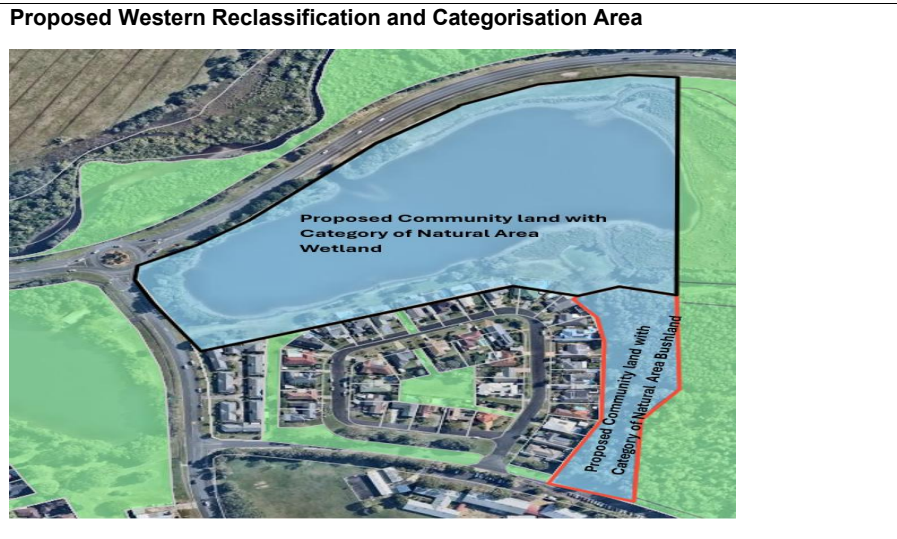 Proposed Western Reclassification and Categorisation Area
Proposed Community land with
Category of Natural Area
Wetland
Proposed Community land with
Category of Natural Area Bushland